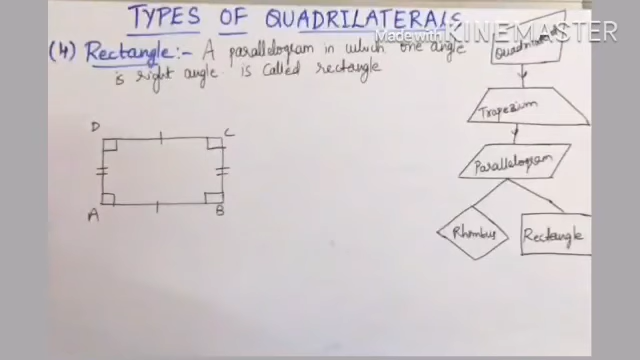 TYPES OF QUADRILATERALS
Made with KINEMASTER
(4) Rectangle:- A parallelogram in which one angle
is right angle is called rectangle
Trapezium
Parallelogram
Rhombus
Rectangle
D
C
A
B